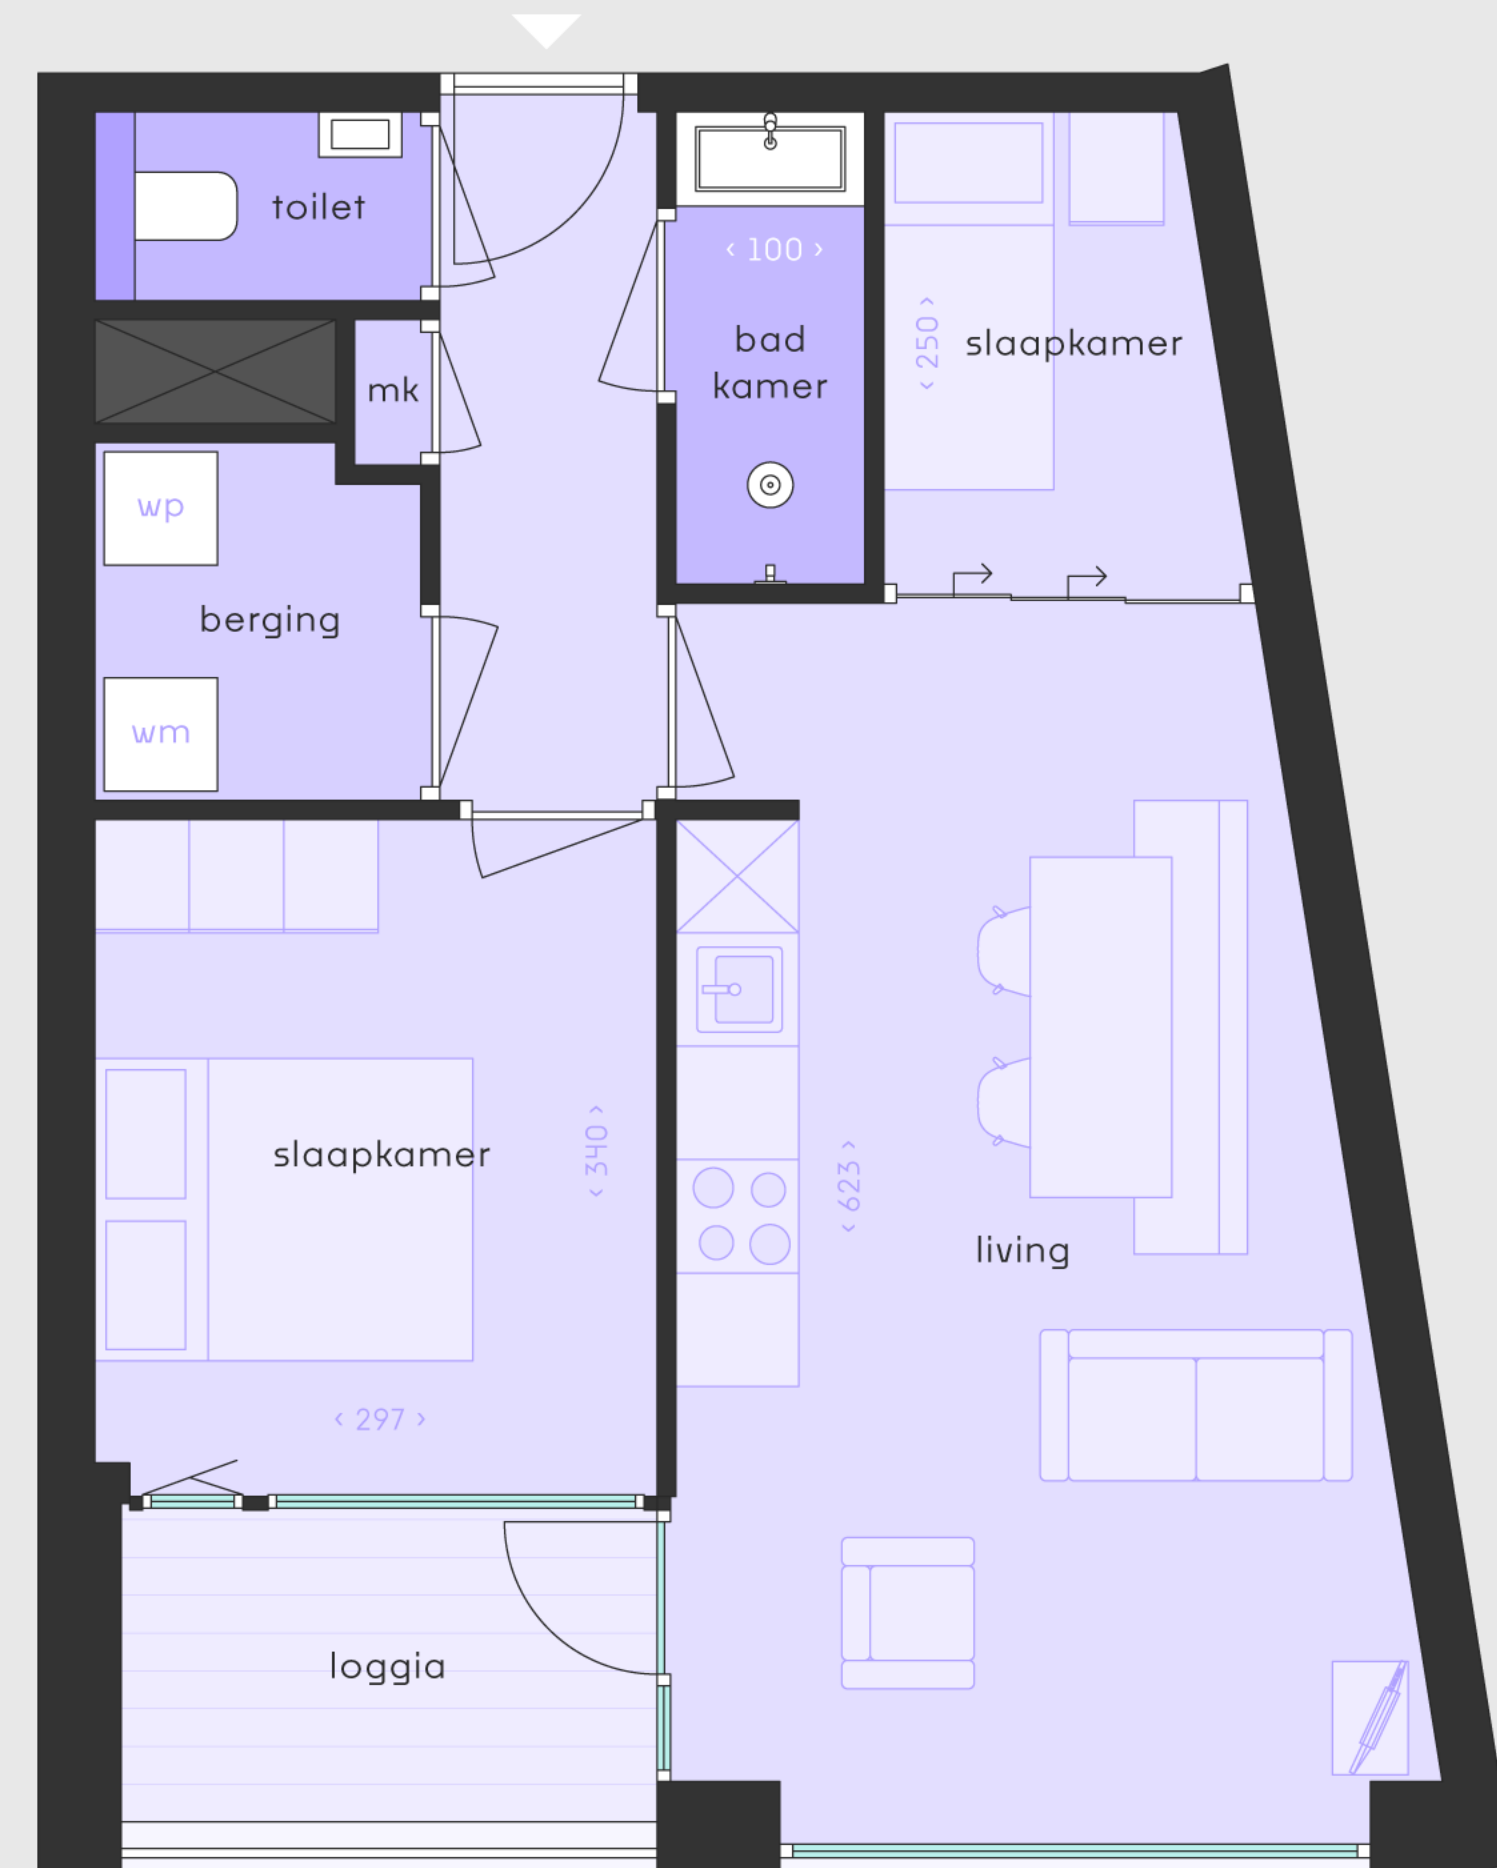 toilet
‹ 100 ›
bad
kamer
‹ 250 ›
slaapkamer
mk
wp
berging
wm
slaapkamer
‹ 340 ›
‹ 623 ›
living
‹ 297 ›
loggia